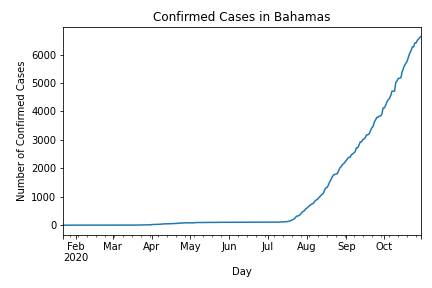 Confirmed Cases in Bahamas
Number of Confirmed Cases
6000
5000
4000
3000
2000
1000
0
Feb Mar Apr May Jun Jul Aug Sep Oct
2020
Day